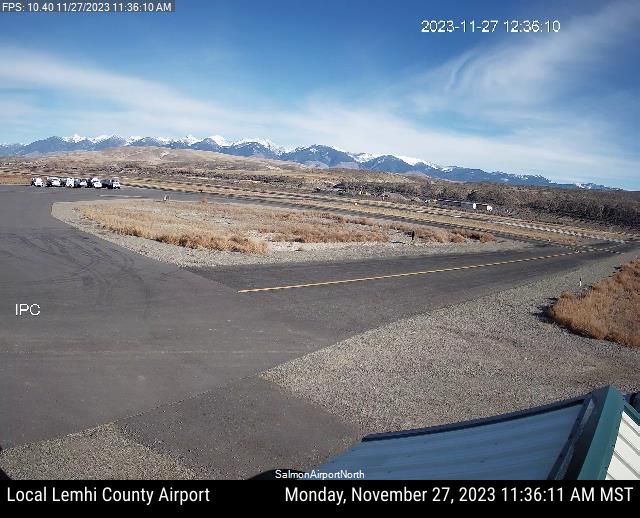 FPS: 10.40 11/27/2023 11:36:10 AM
2023-11-27 12:36:10
IPC
SalmonAirportNorth
Local Lemhi County Airport Monday, November 27, 2023 11:36:11 AM MST